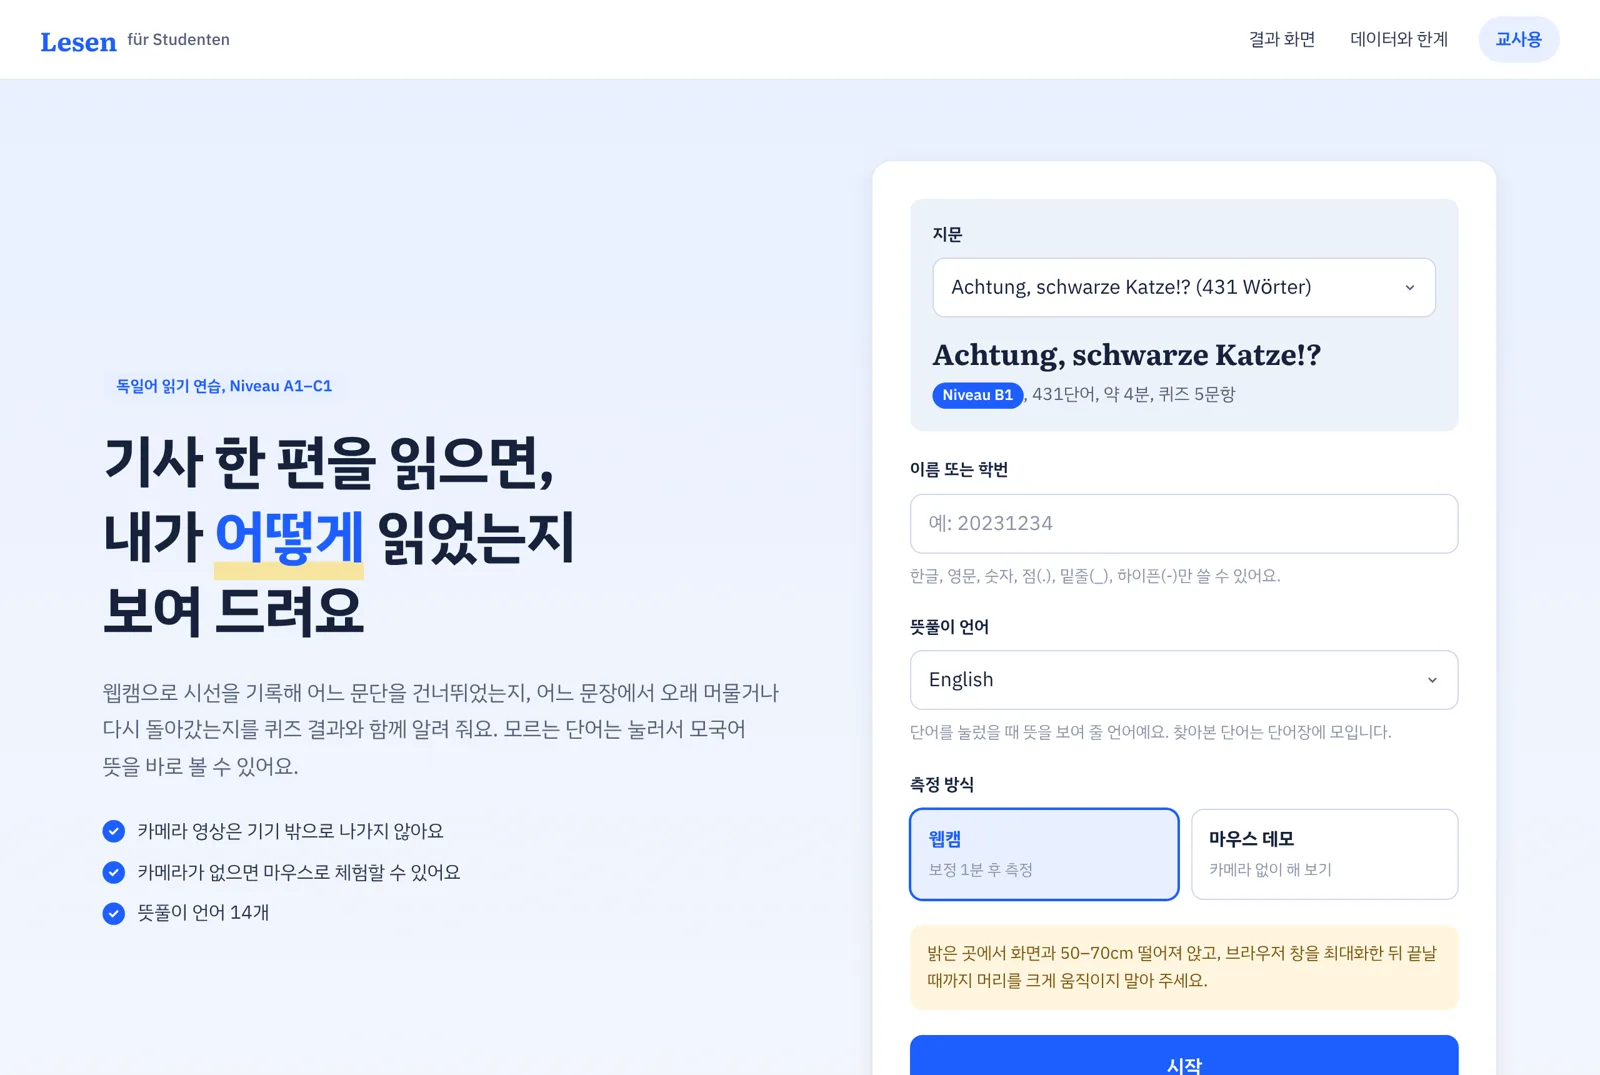 Lesen für Studenten
결과 화면
데이터와 한계
교사용
독일어 읽기 연습, Niveau A1–C1
기사 한 편을 읽으면,
내가 어떻게 읽었는지
보여 드려요
웹캠으로 시선을 기록해 어느 문단을 건너뛰었는지, 어느 문장에서 오래 머물거나
다시 돌아갔는지를 퀴즈 결과와 함께 알려 줘요. 모르는 단어는 눌러서 모국어
뜻을 바로 볼 수 있어요.
카메라 영상은 기기 밖으로 나가지 않아요
카메라가 없으면 마우스로 체험할 수 있어요
뜻풀이 언어 14개
지문
Achtung, schwarze Katze!? (431 Wörter)
Achtung, schwarze Katze!?
Niveau B1, 431단어, 약 4분, 퀴즈 5문항
이름 또는 학번
예: 20231234
한글, 영문, 숫자, 점(.), 밑줄(_), 하이픈(-)만 쓸 수 있어요.
뜻풀이 언어
English
단어를 눌렀을 때 뜻을 보여 줄 언어예요. 찾아본 단어는 단어장에 모입니다.
측정 방식
웹캠
보정 1분 후 측정
마우스 데모
카메라 없이 해 보기
밝은 곳에서 화면과 50–70cm 떨어져 앉고, 브라우저 창을 최대화한 뒤 끝날
때까지 머리를 크게 움직이지 말아 주세요.
시작